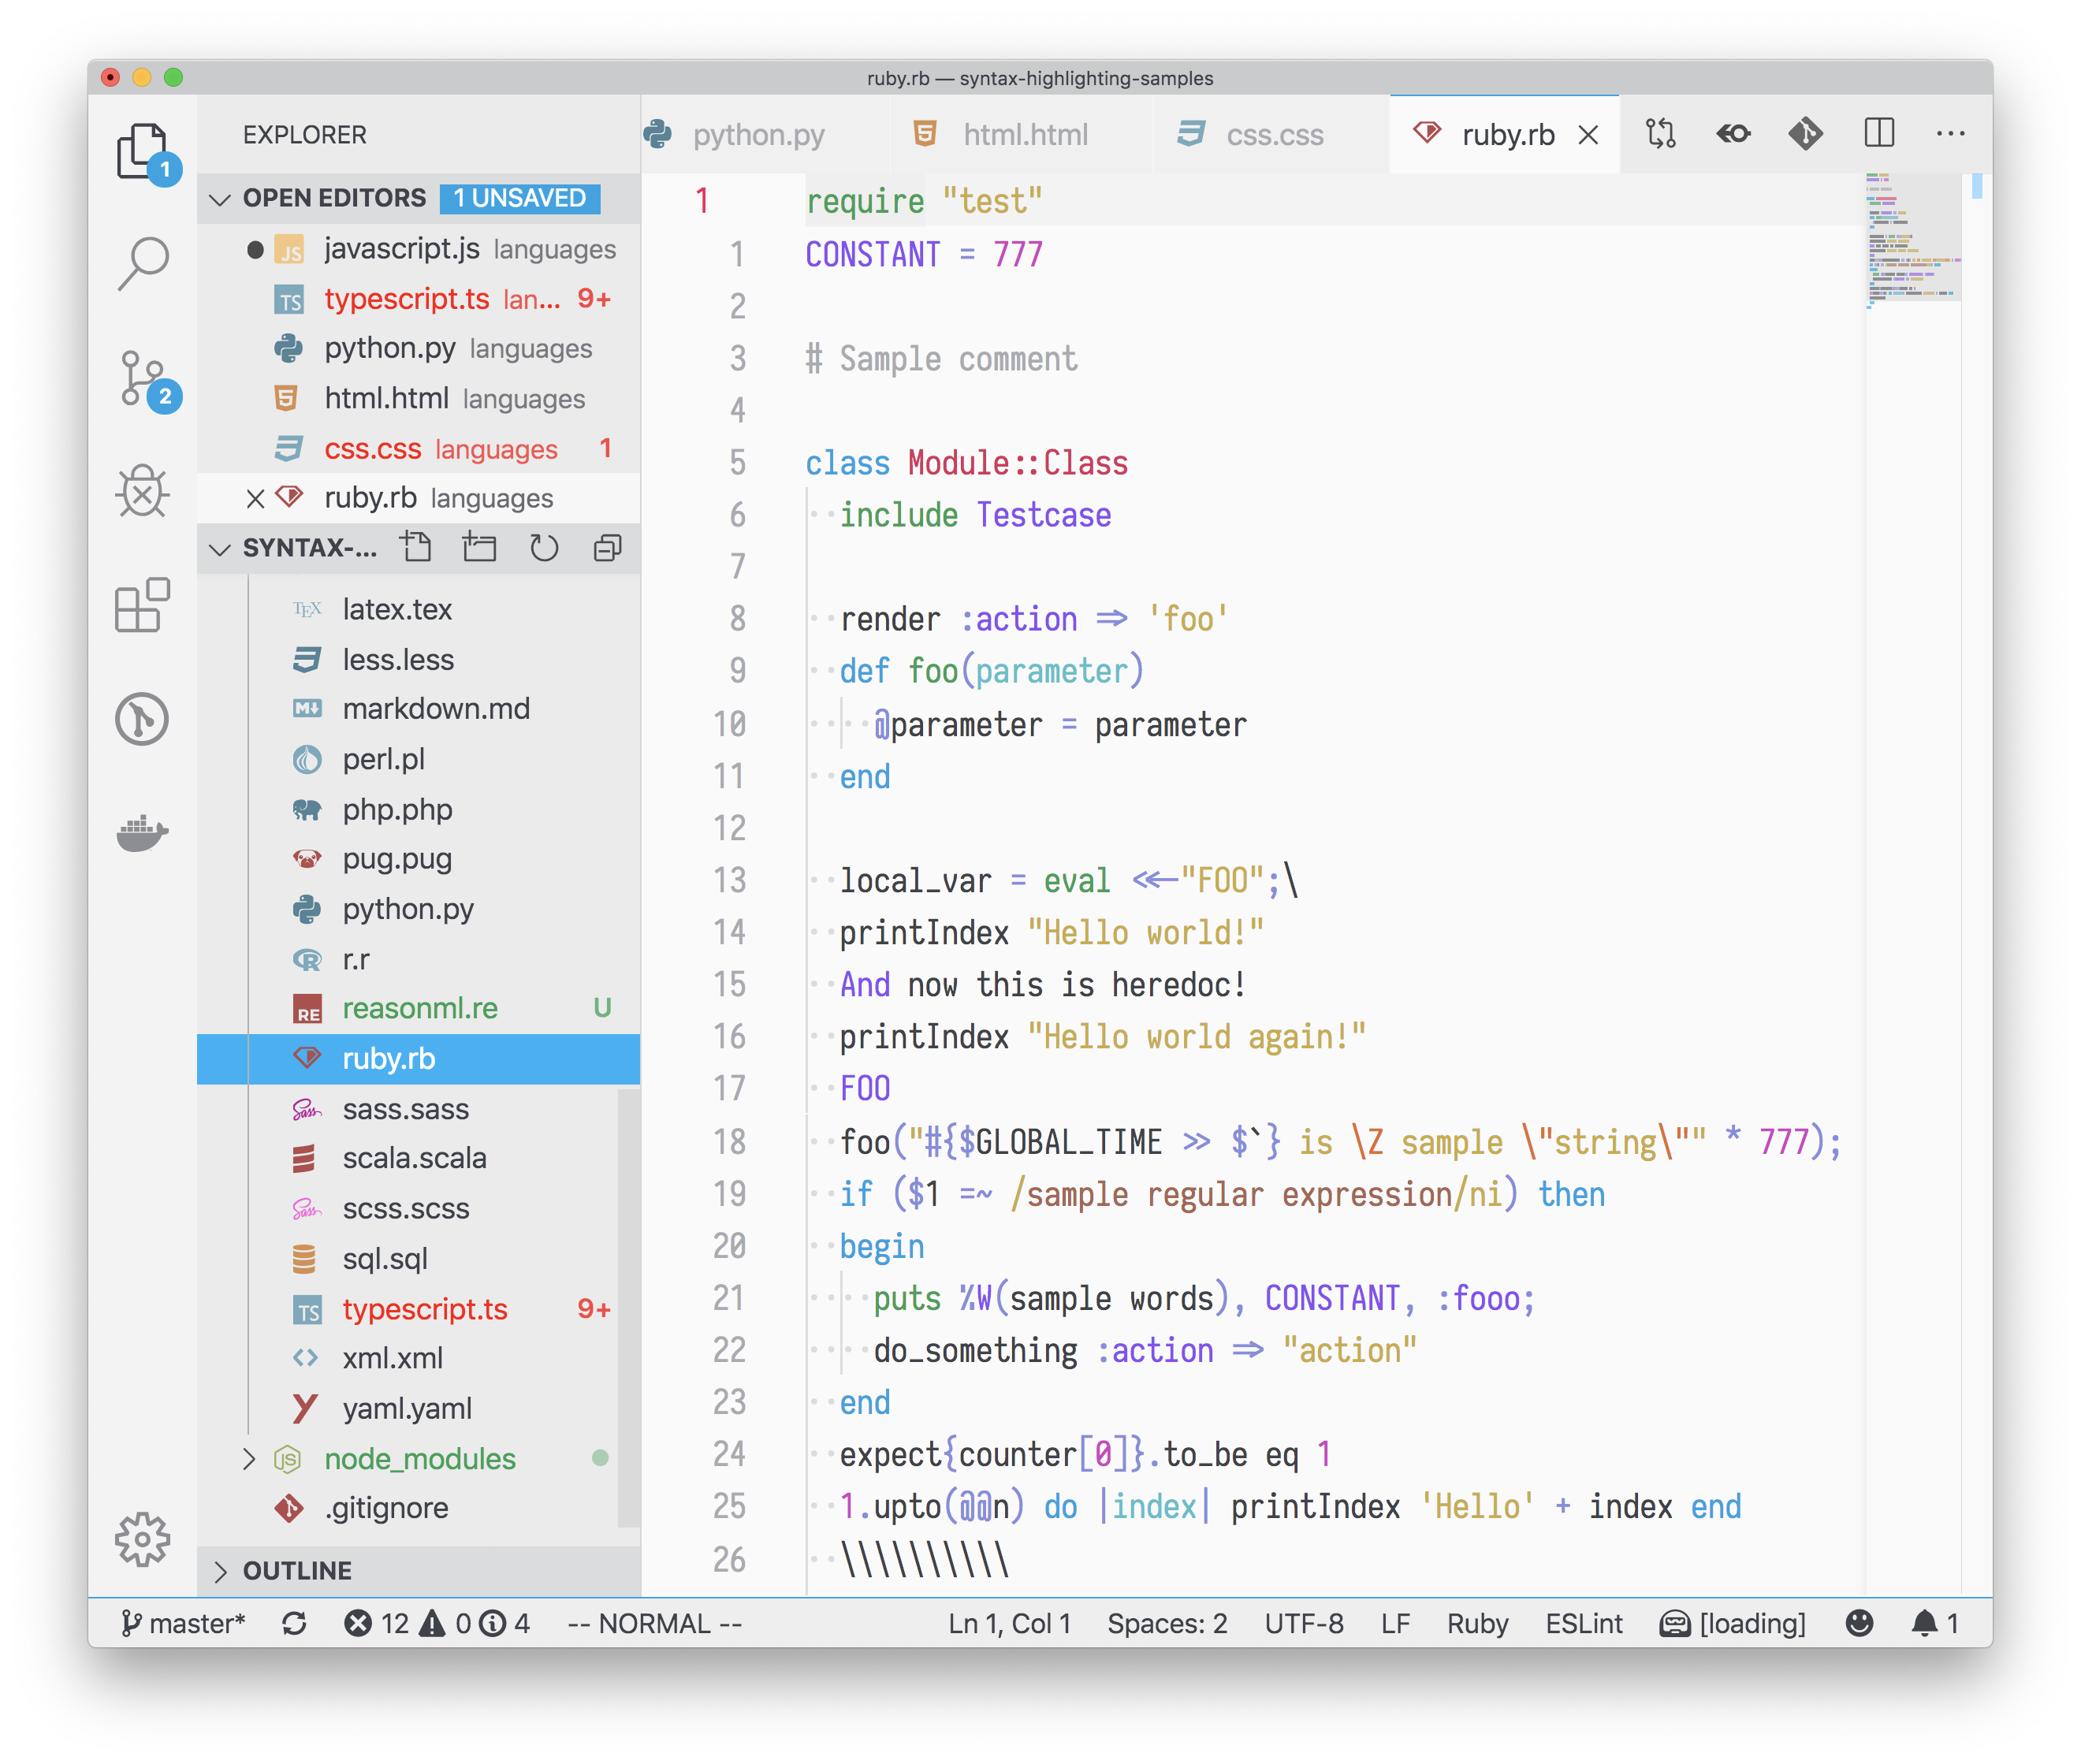 ruby.rb — syntax-highlighting-samples
EXPLORER
1
2
OPEN EDITORS 1 UNSAVED
JS javascript.js languages
TS typescript.ts lan... 9+
python.py languages
html.html languages
css.css languages 1
ruby.rb languages
SYNTAX-...
TEX latex.tex
less.less
M markdown.md
perl.pl
php.php
pug.pug
python.py
r.r
RE reasonml.re U
ruby.rb
Sass sass.sass
scala.scala
Sass scss.scss
sql.sql
TS typescript.ts 9+
xml.xml
yaml.yaml
JS node_modules
.gitignore
OUTLINE
python.py html.html css.css ruby.rb
1 require "test"
1 CONSTANT = 777
2
3 # Sample comment
4
5 class Module::Class
6 include Testcase
7
8 render :action => 'foo'
9 def foo(parameter)
10 @parameter = parameter
11 end
12
13 local_var = eval <<-"FOO";\
14 printIndex "Hello world!"
15 And now this is heredoc!
16 printIndex "Hello world again!"
17 FOO
18 foo("#{$GLOBAL_TIME >> $`} is \Z sample \"string\"" * 777);
19 if ($1 =~ /sample regular expression/ni) then
20 begin
21 puts %W(sample words), CONSTANT, :fooo;
22 do_something :action => "action"
23 end
24 expect{counter[0]}.to_be eq 1
25 1.upto(@@n) do |index| printIndex 'Hello' + index end
26 \\\\\\\\\\
master* 12 0 4 -- NORMAL -- Ln 1, Col 1 Spaces: 2 UTF-8 LF Ruby ESLint [loading] 1